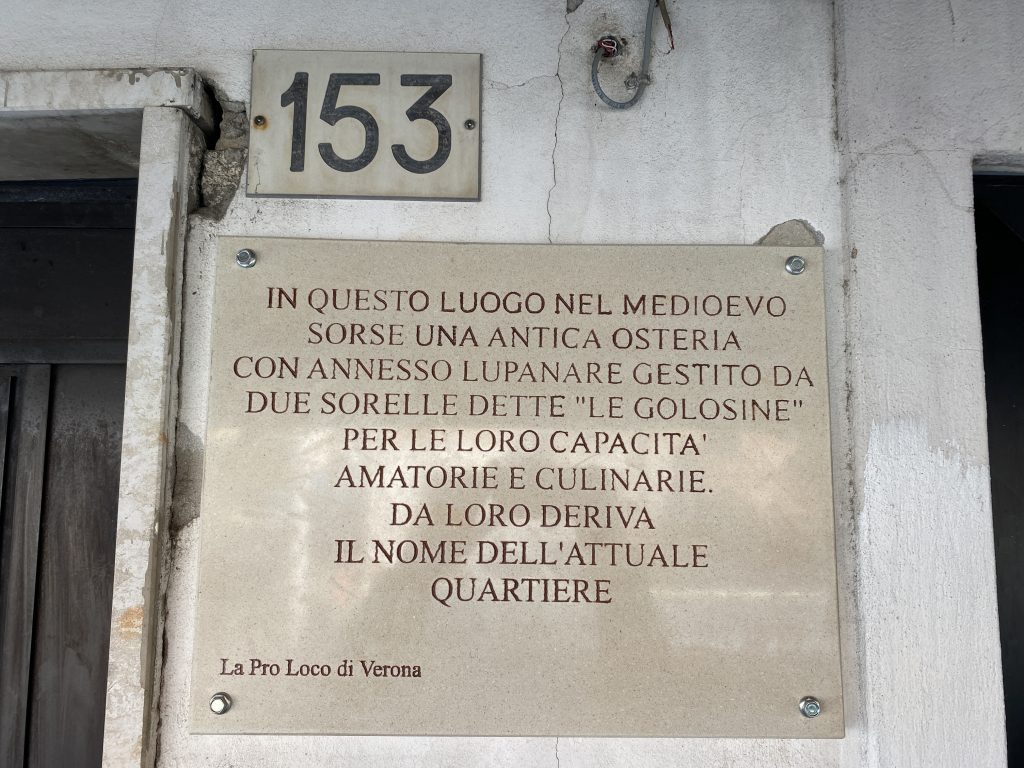 153
IN QUESTO LUOGO NEL MEDIOEVO
SORSE UNA ANTICA OSTERIA
CON ANNESSO LUPANARE GESTITO DA
DUE SORELLE DETTE "LE GOLOSINE"
PER LE LORO CAPACITA'
AMATORIE E CULINARIE.
DA LORO DERIVA
IL NOME DELL'ATTUALE
QUARTIERE
La Pro Loco di Verona